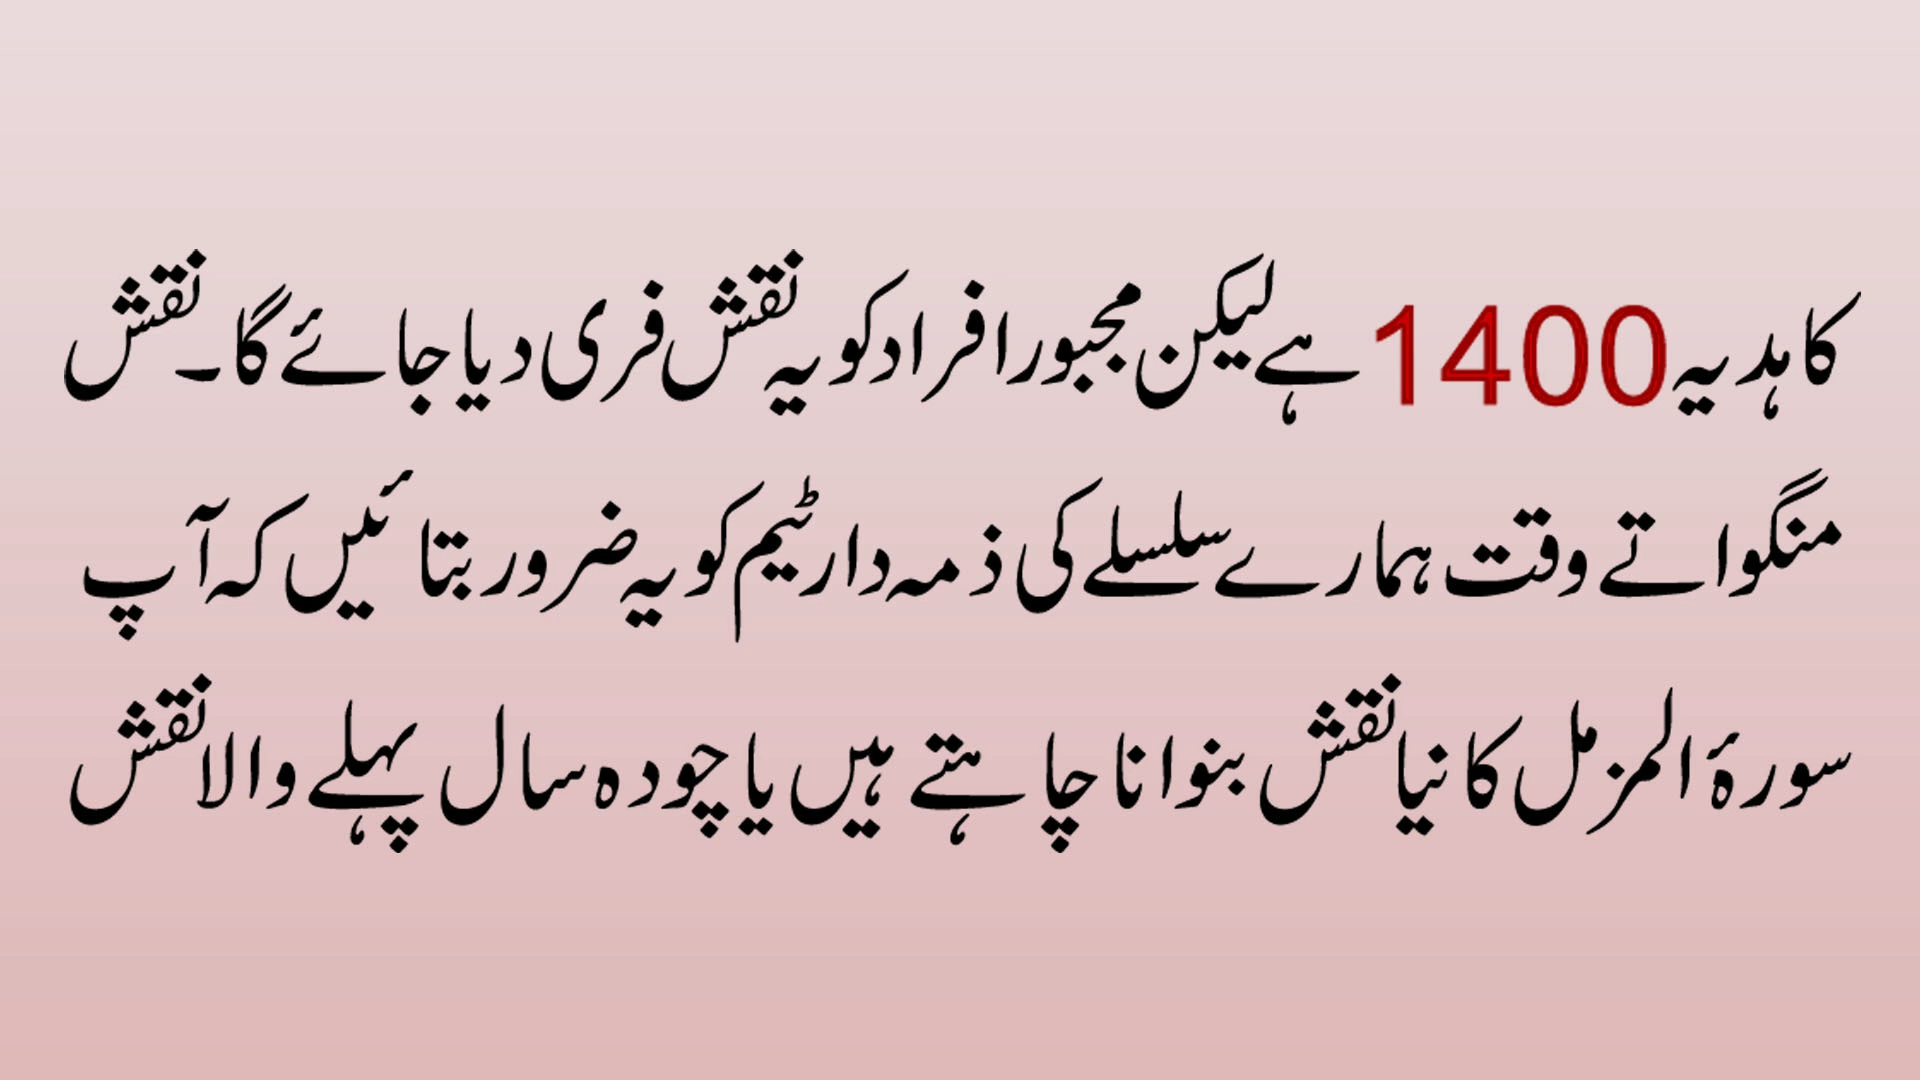 کا ہدیہ 1400 ہے لیکن مجبور افراد کو یہ نقش فری دیا جائے گا۔ نقش
منگواتے وقت ہمارے سلسلے کی ذمہ دار ٹیم کو یہ ضرور بتائیں کہ آپ
سورۂ المزمل کا نیا نقش بنوانا چاہتے ہیں یا چودہ سال پہلے والا نقش